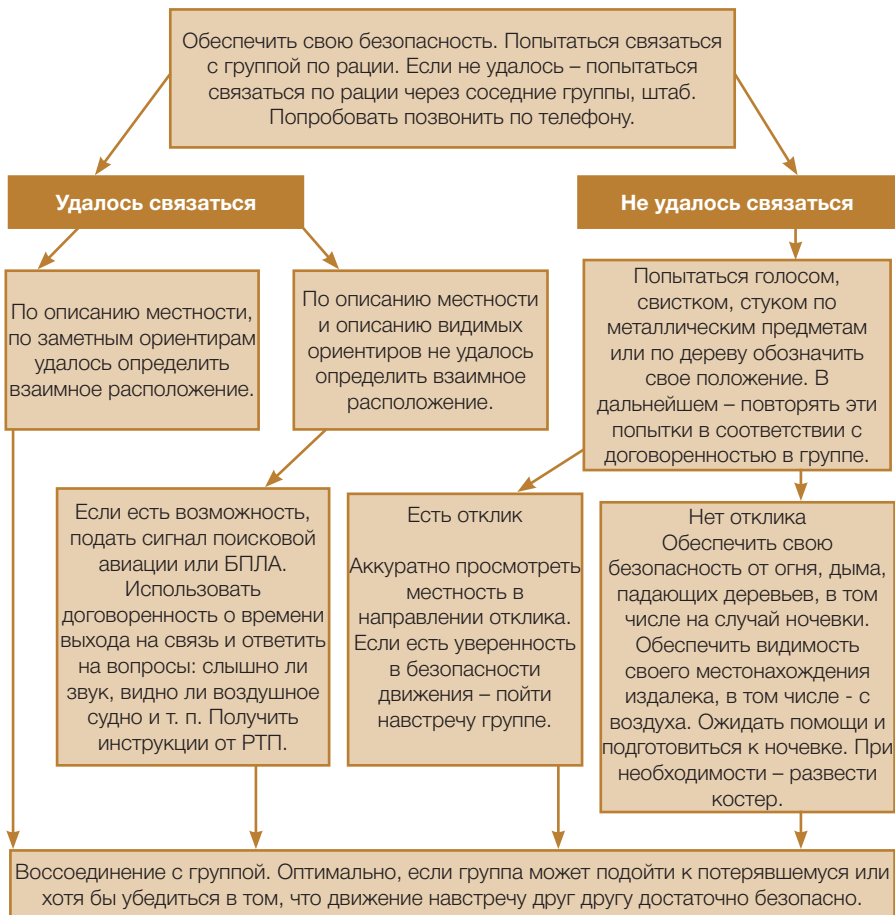 Обеспечить свою безопасность. Попытаться связаться
с группой по рации. Если не удалось – попытаться
связаться по рации через соседние группы, штаб.
Попробовать позвонить по телефону.
Удалось связаться
Не удалось связаться
По описанию местности,
по заметным ориентирам
удалось определить
взаимное расположение.
По описанию местности
и описанию видимых
ориентиров не удалось
определить взаимное
расположение.
Попытаться голосом,
свистком, стуком по
металлическим предметам
или по дереву обозначить
свое положение. В
дальнейшем – повторять эти
попытки в соответствии с
договоренностью в группе.
Если есть возможность,
подать сигнал поисковой
авиации или БПЛА.
Использовать
договоренность о времени
выхода на связь и ответить
на вопросы: слышно ли
звук, видно ли воздушное
судно и т. п. Получить
инструкции от РТП.
Есть отклик
Аккуратно просмотреть
местность в
направлении отклика.
Если есть уверенность
в безопасности
движения – пойти
навстречу группе.
Нет отклика
Обеспечить свою
безопасность от огня, дыма,
падающих деревьев, в том
числе на случай ночевки.
Обеспечить видимость
своего местонахождения
издалека, в том числе - с
воздуха. Ожидать помощи и
подготовиться к ночевке. При
необходимости – развести
костер.
Воссоединение с группой. Оптимально, если группа может подойти к потерявшемуся или
хотя бы убедиться в том, что движение навстречу друг другу достаточно безопасно.